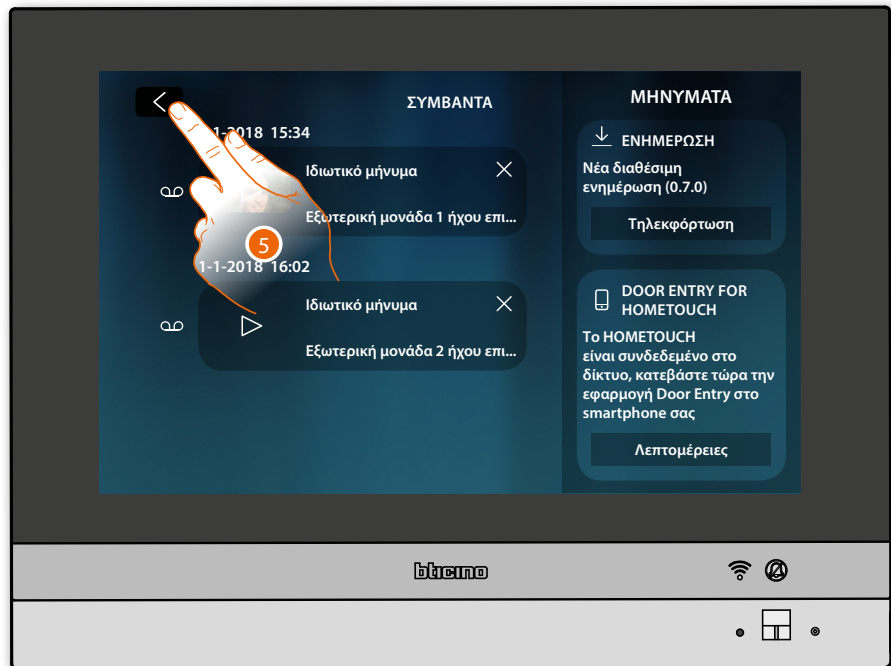 ΣΥΜΒΑΝΤΑ
1-2018 15:34
Ιδιωτικό μήνυμα
Εξωτερική μονάδα 1 ήχου επι...
5
1-1-2018 16:02
Ιδιωτικό μήνυμα
Εξωτερική μονάδα 2 ήχου επι...
ΜΗΝΥΜΑΤΑ
ΕΝΗΜΕΡΩΣΗ
Νέα διαθέσιμη
ενημέρωση (0.7.0)
Τηλεκφόρτωση
DOOR ENTRY FOR
HOMETOUCH
Το HOMETOUCH
είναι συνδεδεμένο στο
δίκτυο, κατεβάστε τώρα την
εφαρμογή Door Entry στο
smartphone σας
Λεπτομέρειες
bticino